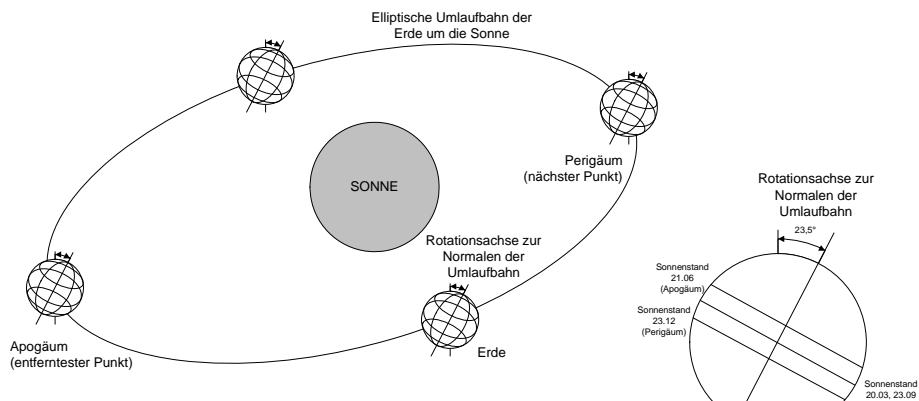 Elliptische Umlaufbahn der
Erde um die Sonne
SONNE
Perigäum
(nächster Punkt)
Rotationsachse zur
Normalen der
Umlaufbahn
Apogäum
(entferntester Punkt)
Erde
Rotationsachse zur
Normalen der
Umlaufbahn
23,5°
Sonnenstand
21.06
(Apogäum)
Sonnenstand
23.12
(Perigäum)
Sonnenstand
20.03, 23.09